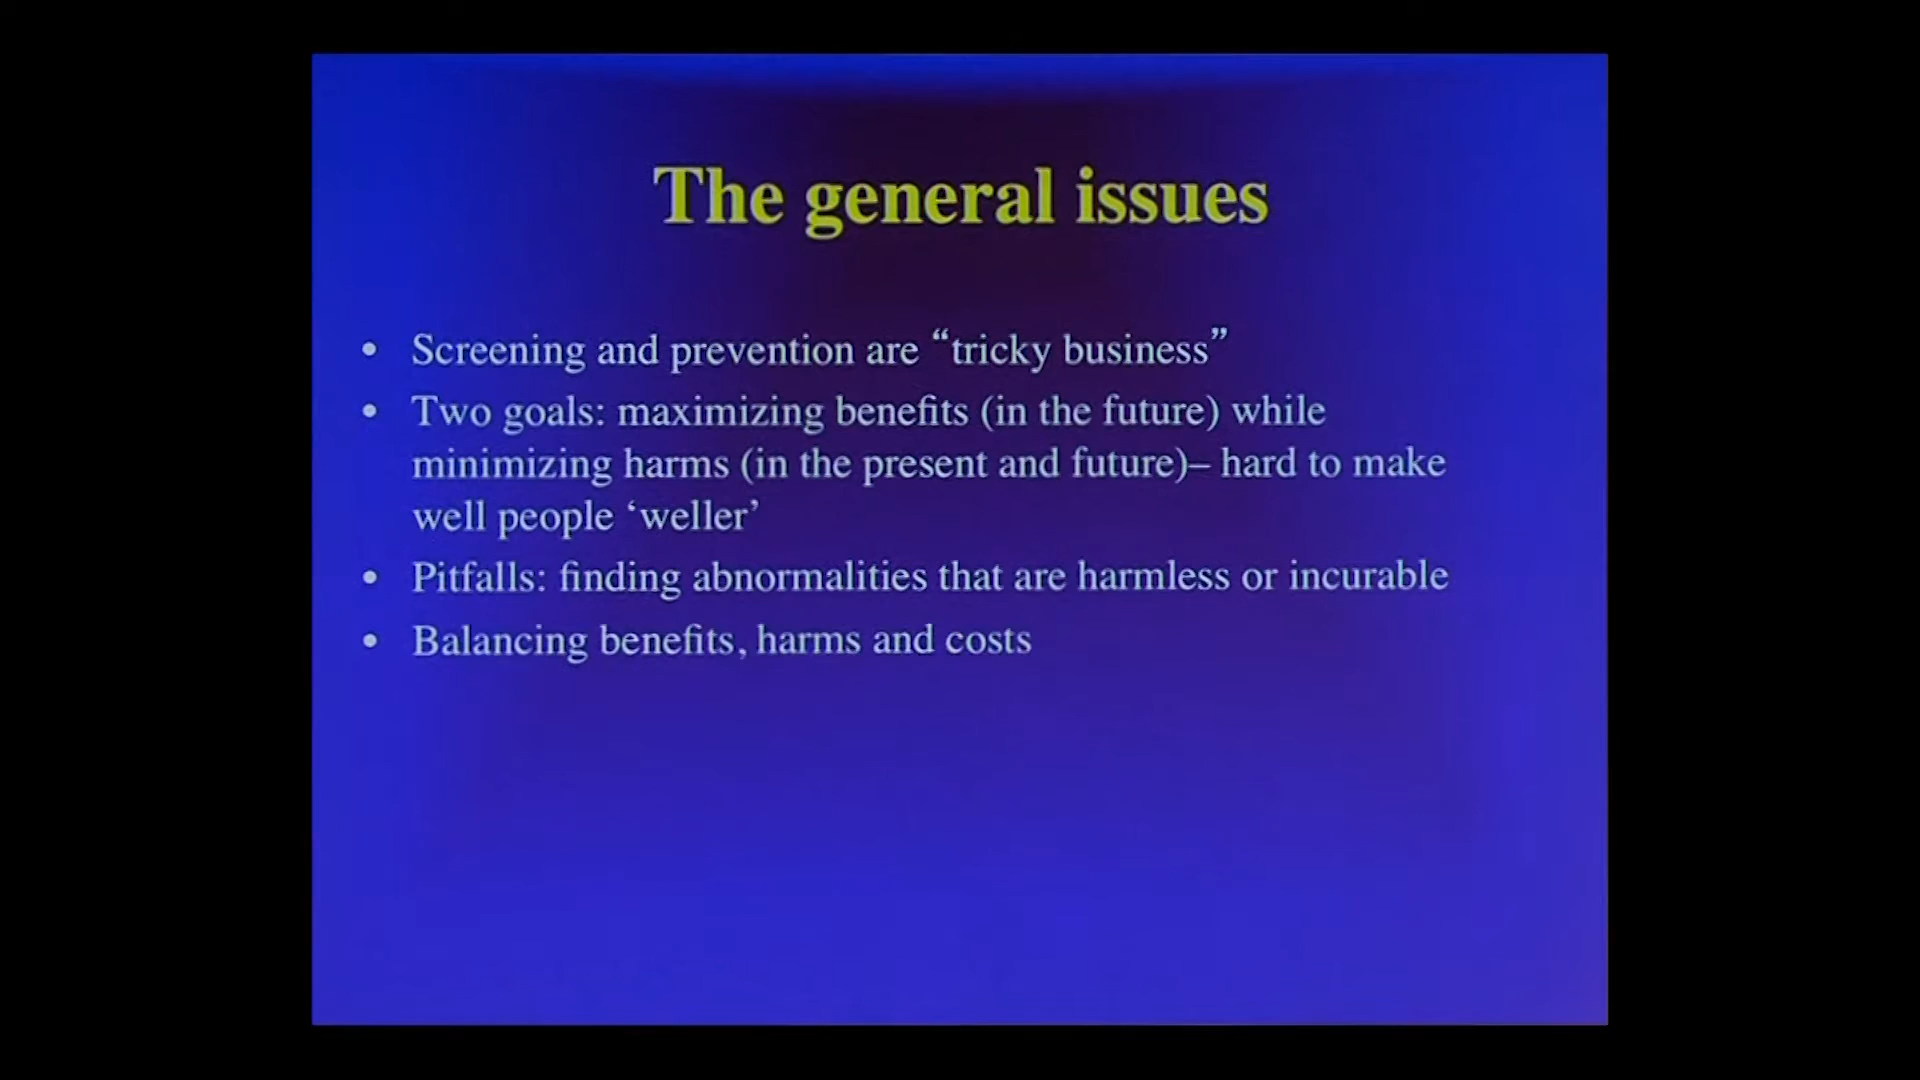 The general issues
• Screening and prevention are “tricky business”
• Two goals: maximizing benefits (in the future) while
minimizing harms (in the present and future)– hard to make
well people ‘weller’
• Pitfalls: finding abnormalities that are harmless or incurable
• Balancing benefits, harms and costs